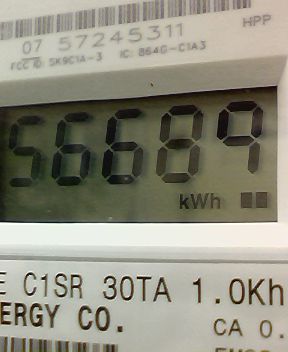 HPP
07 57245311
FCC ID: SK9C1A-3 IC: 864G-C1A3
56689
kWh
E C1SR 30TA 1.0Kh
ERGY CO.
CA 0.